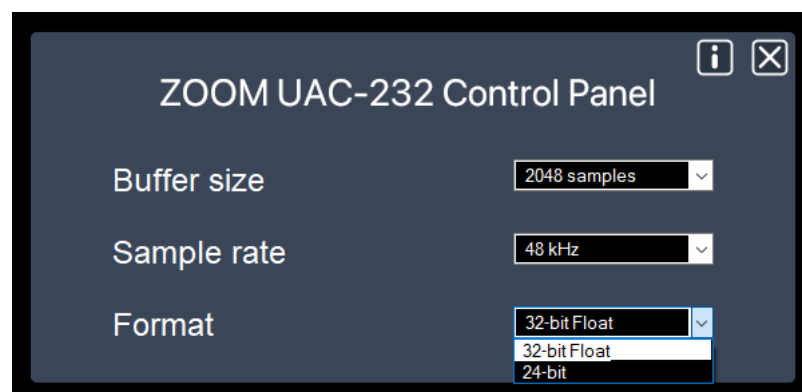 ZOOM UAC-232 Control Panel
Buffer size
2048 samples
Sample rate
48 kHz
Format
32-bit Float
32-bit Float
24-bit